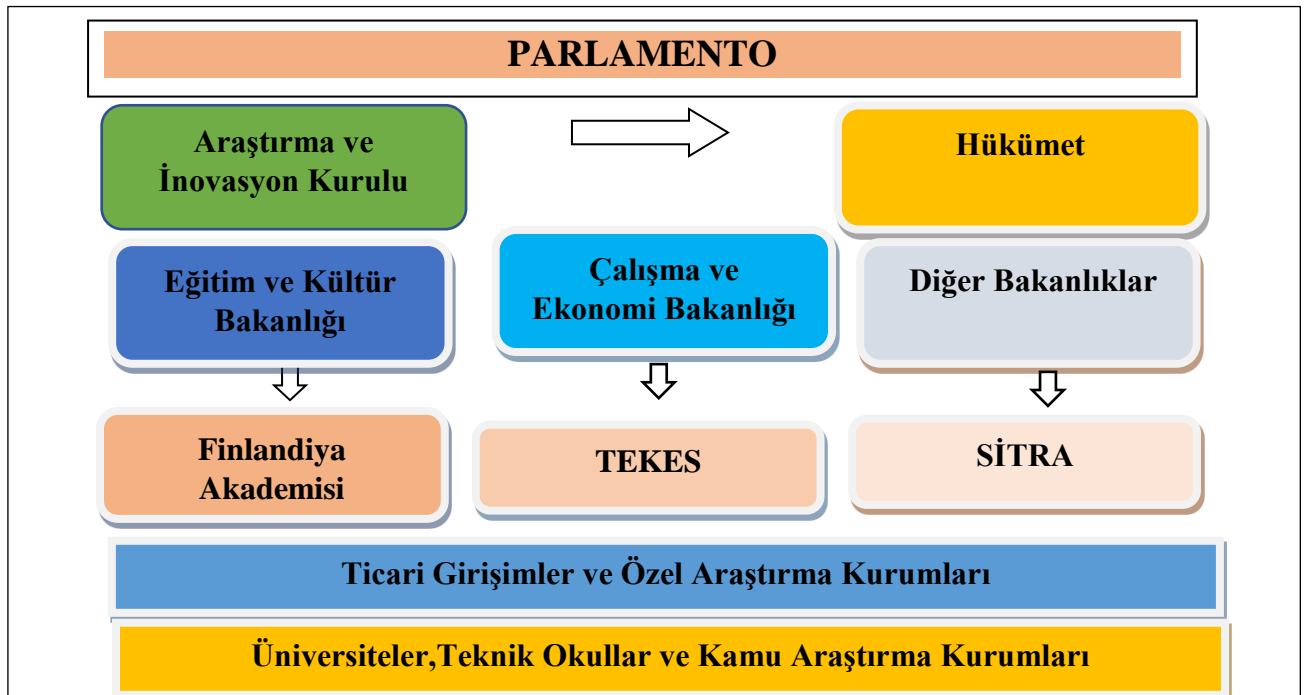 PARLAMENTO
Araştırma ve
İnovasyon Kurulu
Hükümet
Eğitim ve Kültür
Bakanlığı
Çalışma ve
Ekonomi Bakanlığı
Diğer Bakanlıklar
Finlandiya
Akademisi
TEKES
SİTRA
Ticari Girişimler ve Özel Araştırma Kurumları
Üniversiteler,Teknik Okullar ve Kamu Araştırma Kurumları